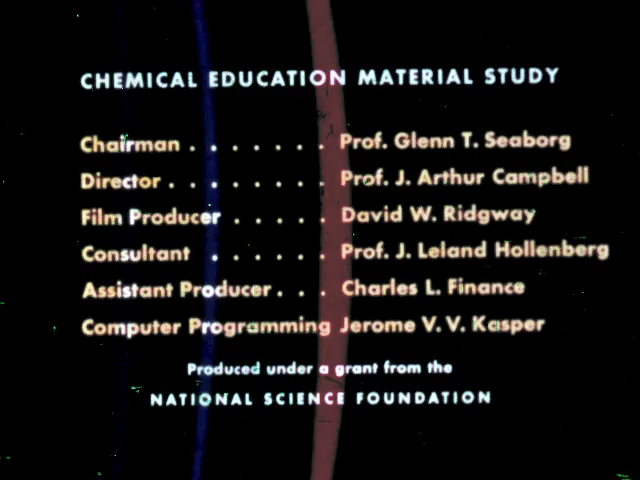 CHEMICAL EDUCATION MATERIAL STUDY
Chairman . . . . . . . . Prof. Glenn T. Seaborg
Director . . . . . . . . Prof. J. Arthur Campbell
Film Producer . . . . . David W. Ridgway
Consultant . . . . . . Prof. J. Leland Hollenberg
Assistant Producer . . . Charles L. Finance
Computer Programming Jerome V. V. Kasper
Produced under a grant from the
NATIONAL SCIENCE FOUNDATION